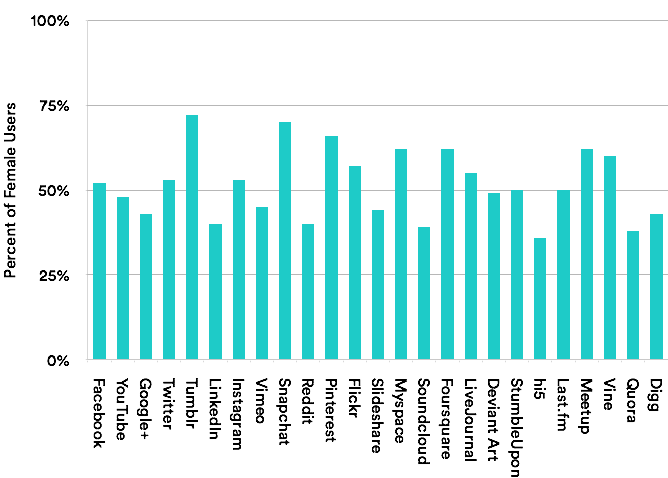 100%
75%
50%
25%
0%
Percent of Female Users
Facebook
YouTube
Google+
Twitter
Tumblr
LinkedIn
Instagram
Vimeo
Snapchat
Reddit
Pinterest
Flickr
Slideshare
Myspace
Soundcloud
Foursquare
LiveJournal
Deviant Art
StumbleUpon
hi5
Last.fm
Meetup
Vine
Quora
Digg